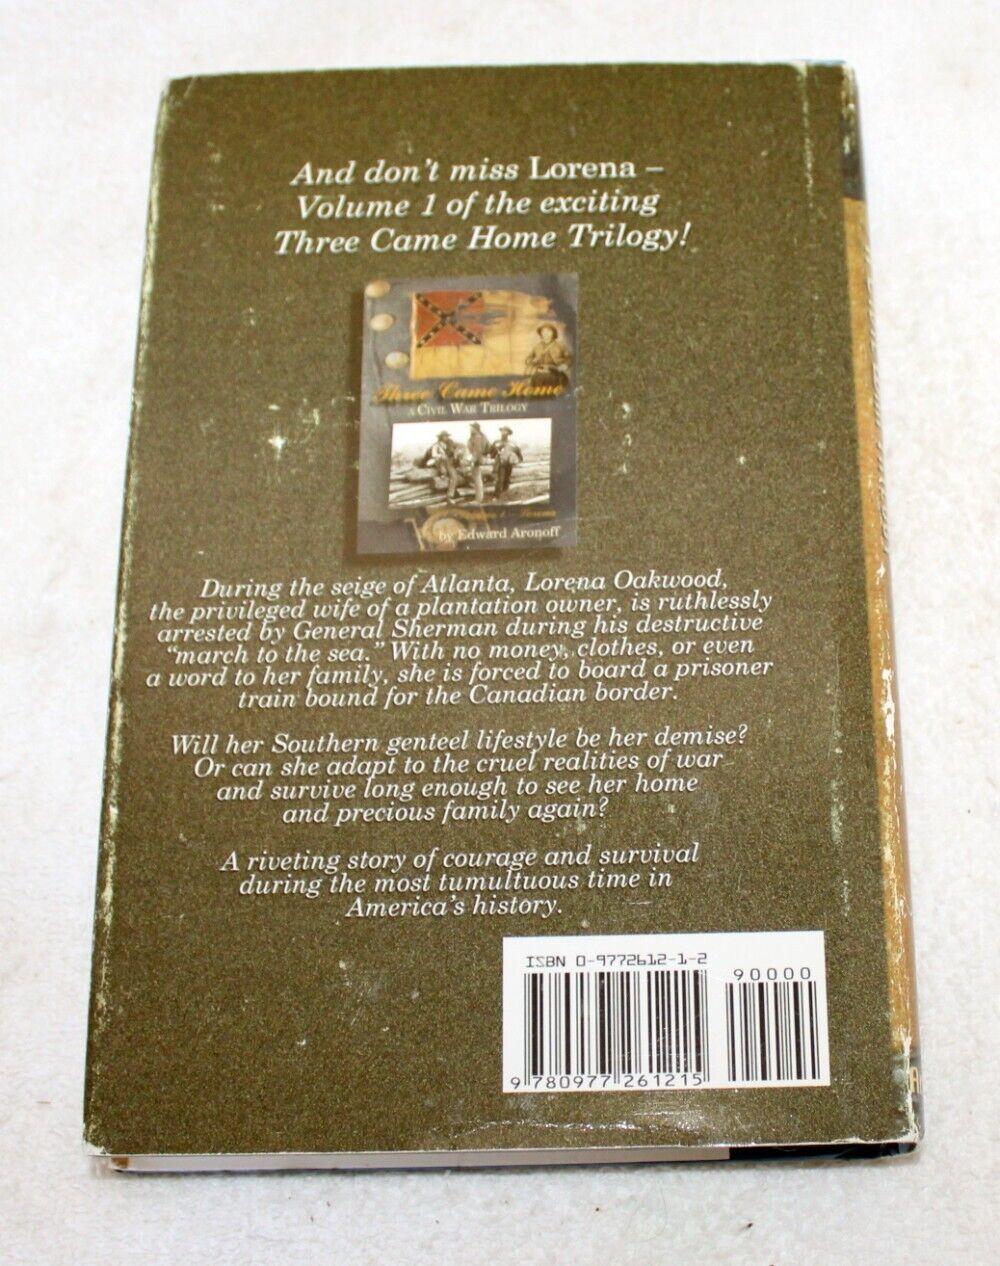 And don't miss Lorena –
Volume 1 of the exciting
Three Came Home Trilogy!
Three Came Home
A CIVIL WAR TRILOGY
Lorena
by Edward Aronoff
During the seige of Atlanta, Lorena Oakwood,
the privileged wife of a plantation owner, is ruthlessly
arrested by General Sherman during his destructive
"march to the sea." With no money, clothes, or even
a word to her family, she is forced to board a prisoner
train bound for the Canadian border.
Will her Southern genteel lifestyle be her demise?
Or can she adapt to the cruel realities of war
and survive long enough to see her home
and precious family again?
A riveting story of courage and survival
during the most tumultuous time in
America's history.
ISBN 0-9772612-1-2
90000
9 780977 261215